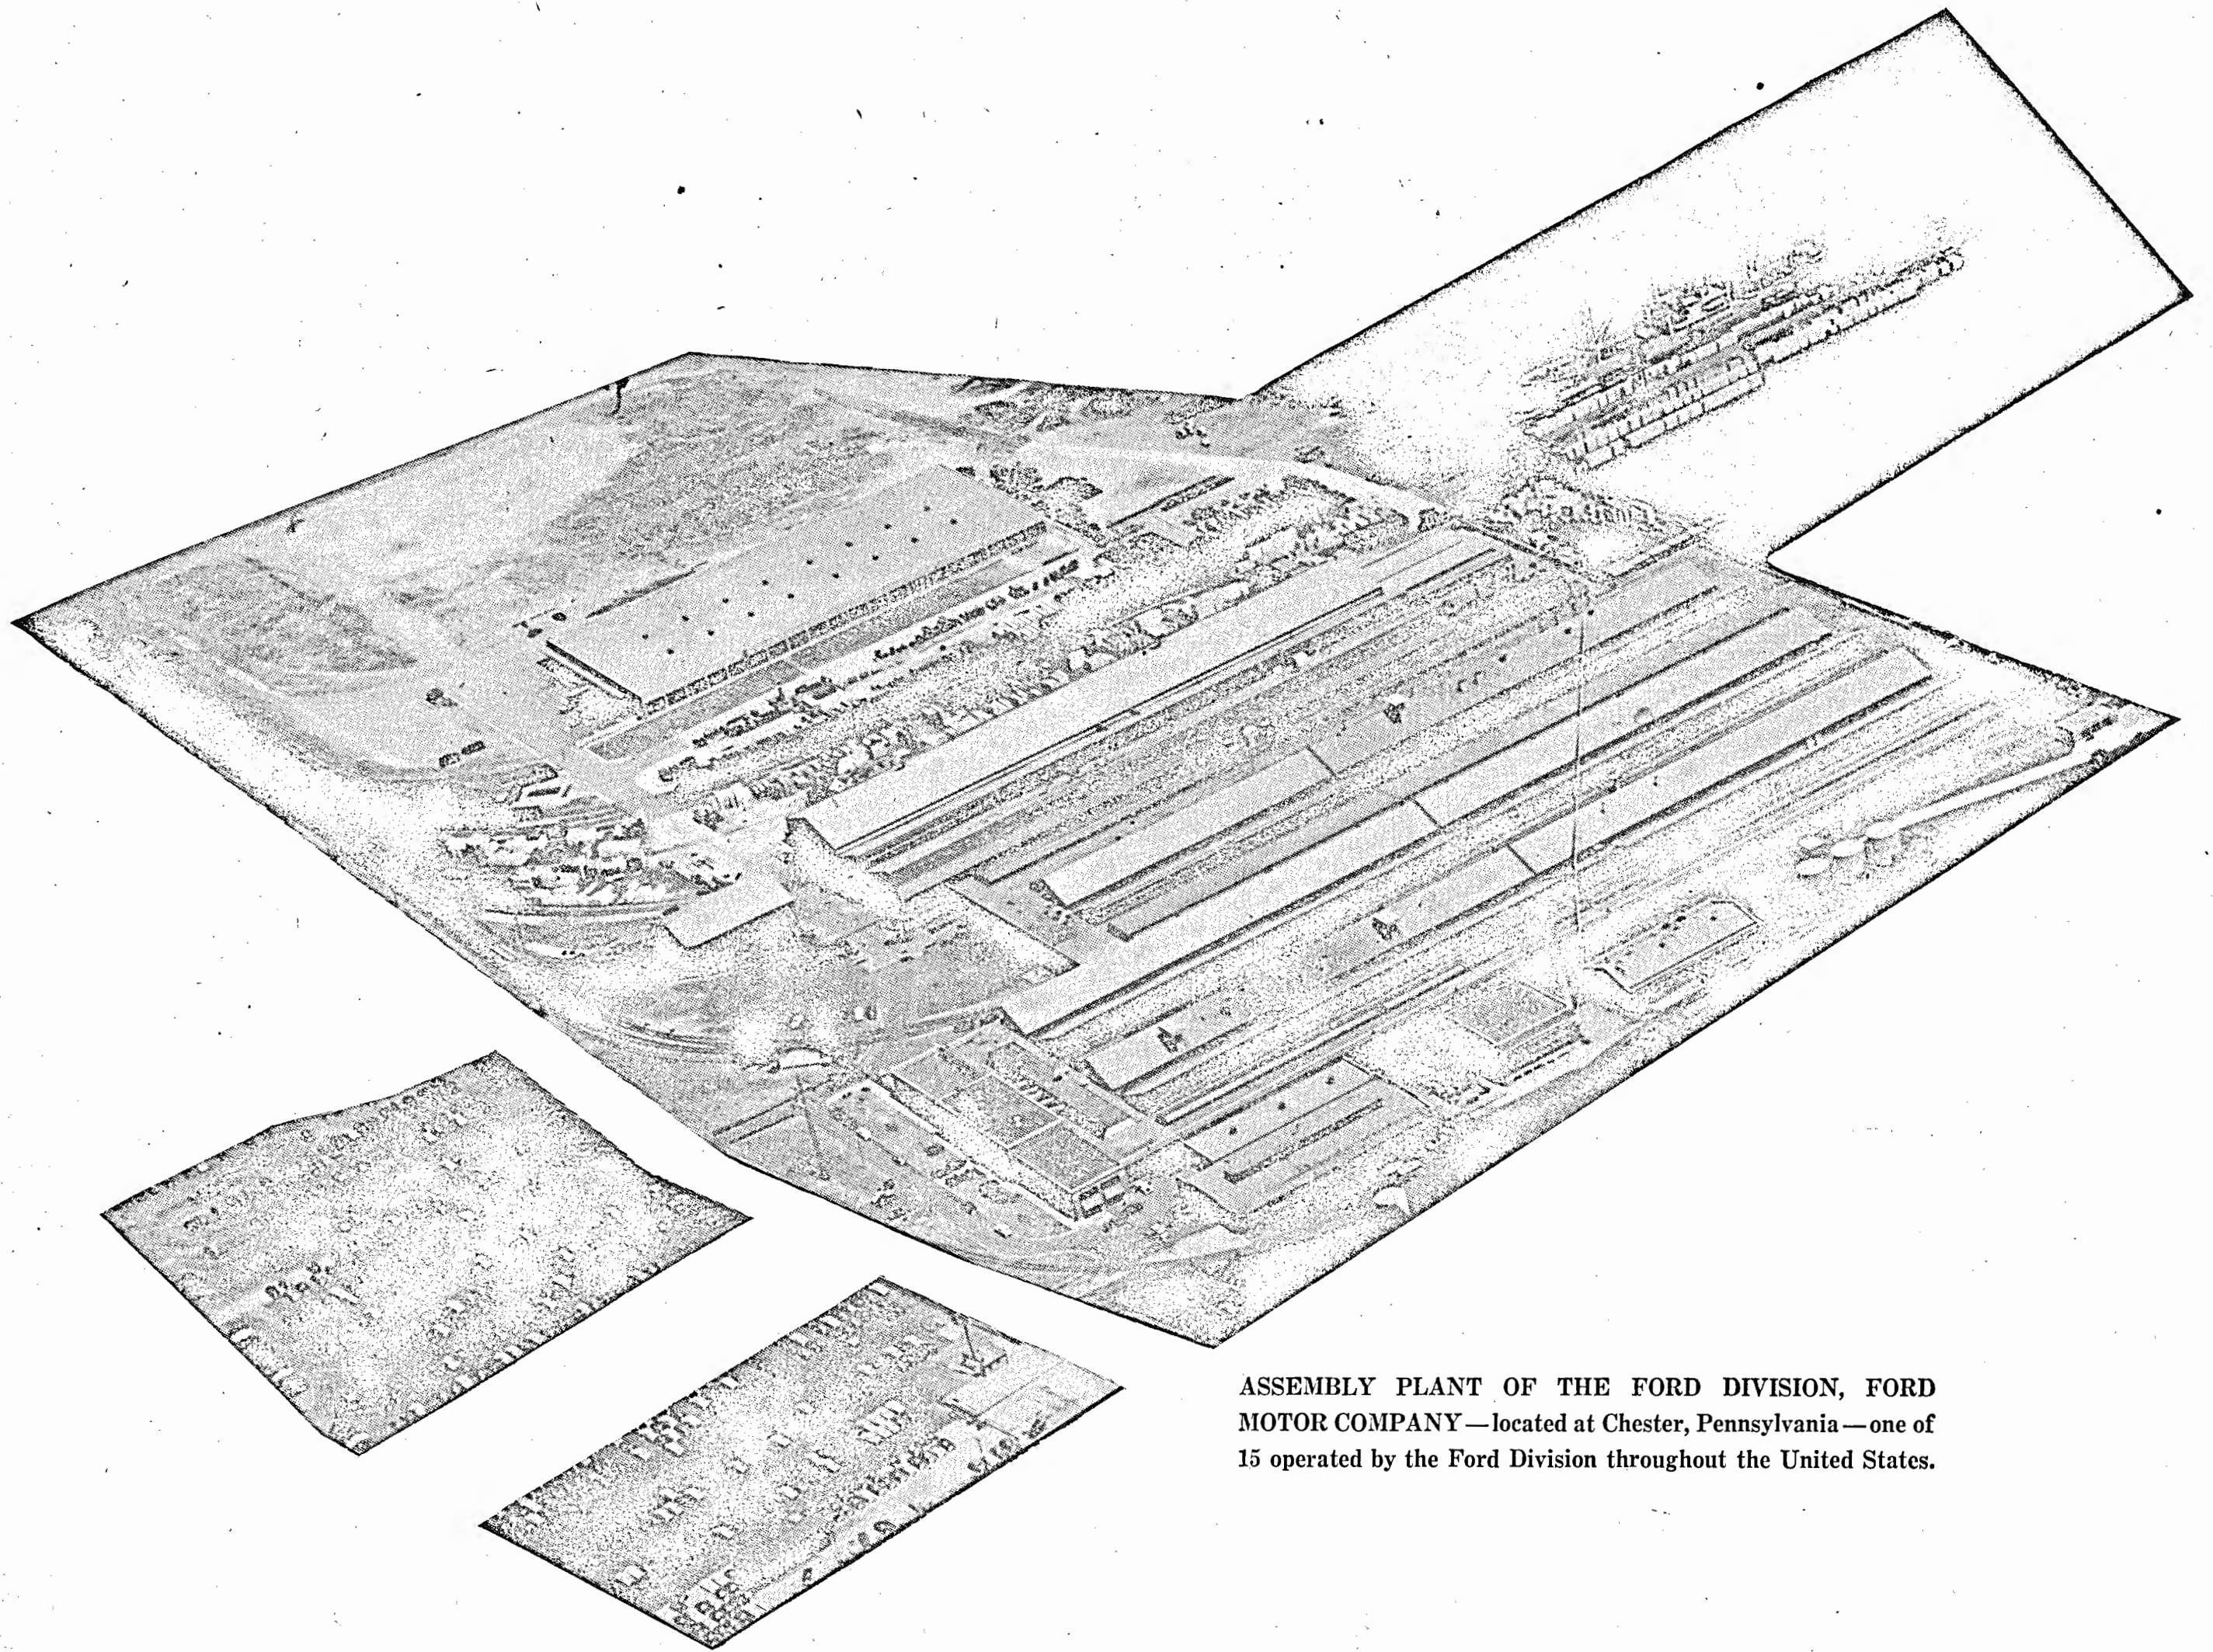 ASSEMBLY PLANT OF THE FORD DIVISION, FORD
MOTOR COMPANY—located at Chester, Pennsylvania—one of
15 operated by the Ford Division throughout the United States.